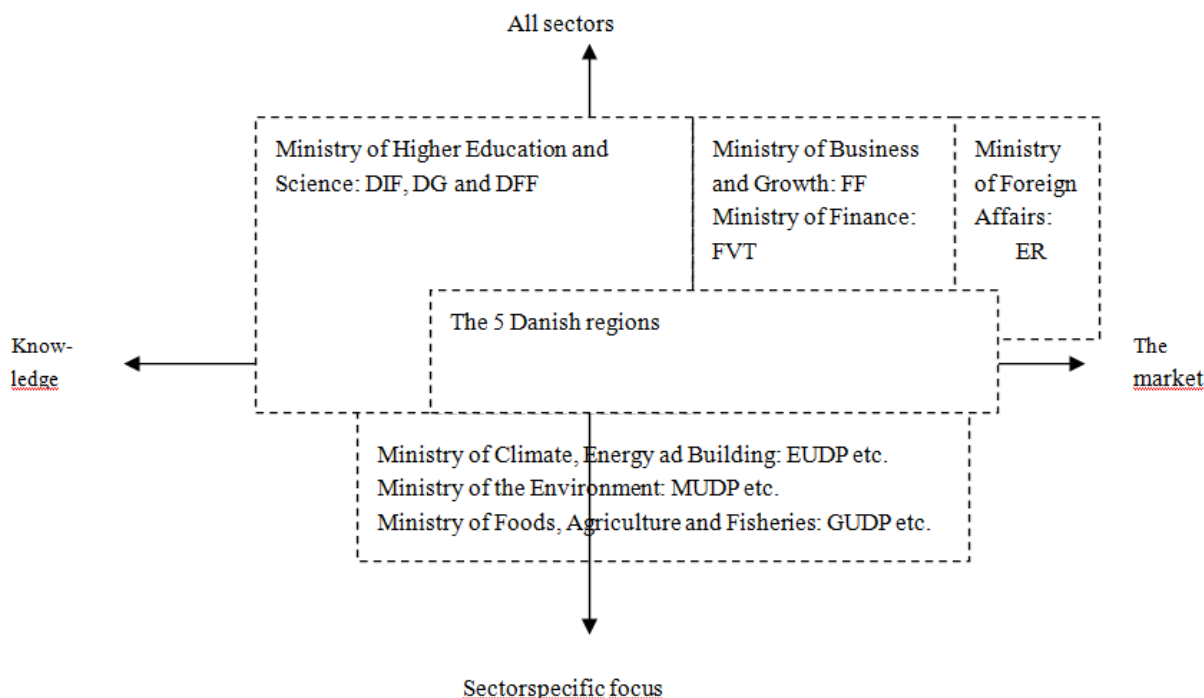 All sectors
Ministry of Higher Education and
Science: DIF, DG and DFF
Ministry of Business
and Growth: FF
Ministry of Finance:
FVT
Ministry
of Foreign
Affairs:
ER
The 5 Danish regions
Know-
ledge
The
market
Ministry of Climate, Energy ad Building: EUDP etc.
Ministry of the Environment: MUDP etc.
Ministry of Foods, Agriculture and Fisheries: GUDP etc.
Sectorspecific focus